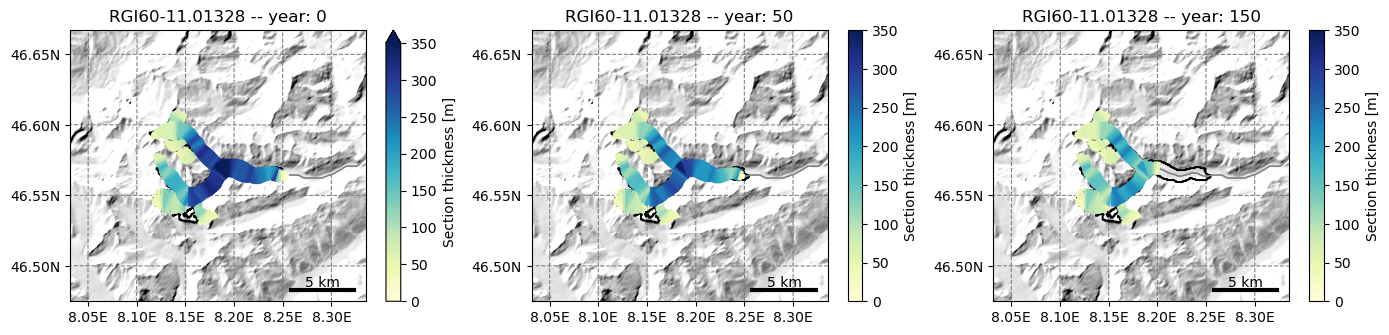 RGI60-11.01328 -- year: 0
46.65N
46.60N
46.55N
46.50N
8.05E 8.10E 8.15E 8.20E 8.25E 8.30E
5 km
350
300
250
200
150
100
50
0
Section thickness [m]
RGI60-11.01328 -- year: 50
46.65N
46.60N
46.55N
46.50N
8.05E 8.10E 8.15E 8.20E 8.25E 8.30E
5 km
350
300
250
200
150
100
50
0
Section thickness [m]
RGI60-11.01328 -- year: 150
46.65N
46.60N
46.55N
46.50N
8.05E 8.10E 8.15E 8.20E 8.25E 8.30E
5 km
350
300
250
200
150
100
50
0
Section thickness [m]